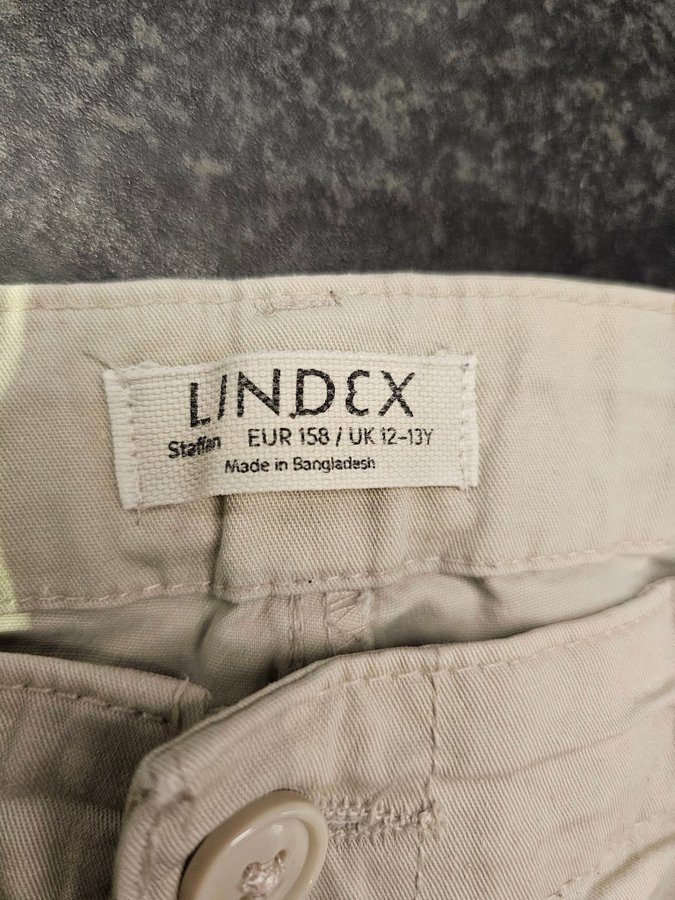 LINDEX
Staffan EUR 158 / UK 12-13Y
Made in Bangladesh